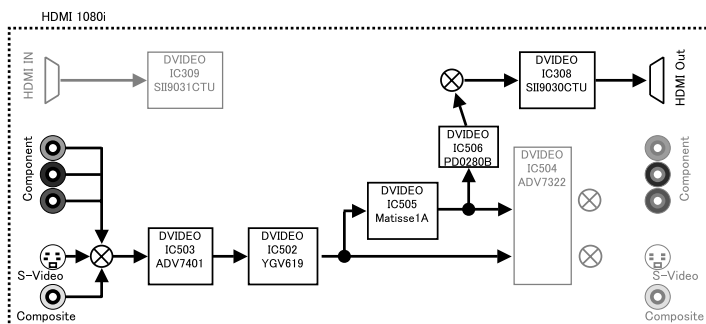 HDMI 1080i
HDMI IN
DVIDEO
IC309
SII9031CTU
DVIDEO
IC308
SII9030CTU
HDMI Out
DVIDEO
IC506
PD0280B
Component
DVIDEO
IC504
ADV7322
Component
DVIDEO
IC505
Matisse1A
S-Video
DVIDEO
IC503
ADV7401
DVIDEO
IC502
YGV619
S-Video
Composite
Composite